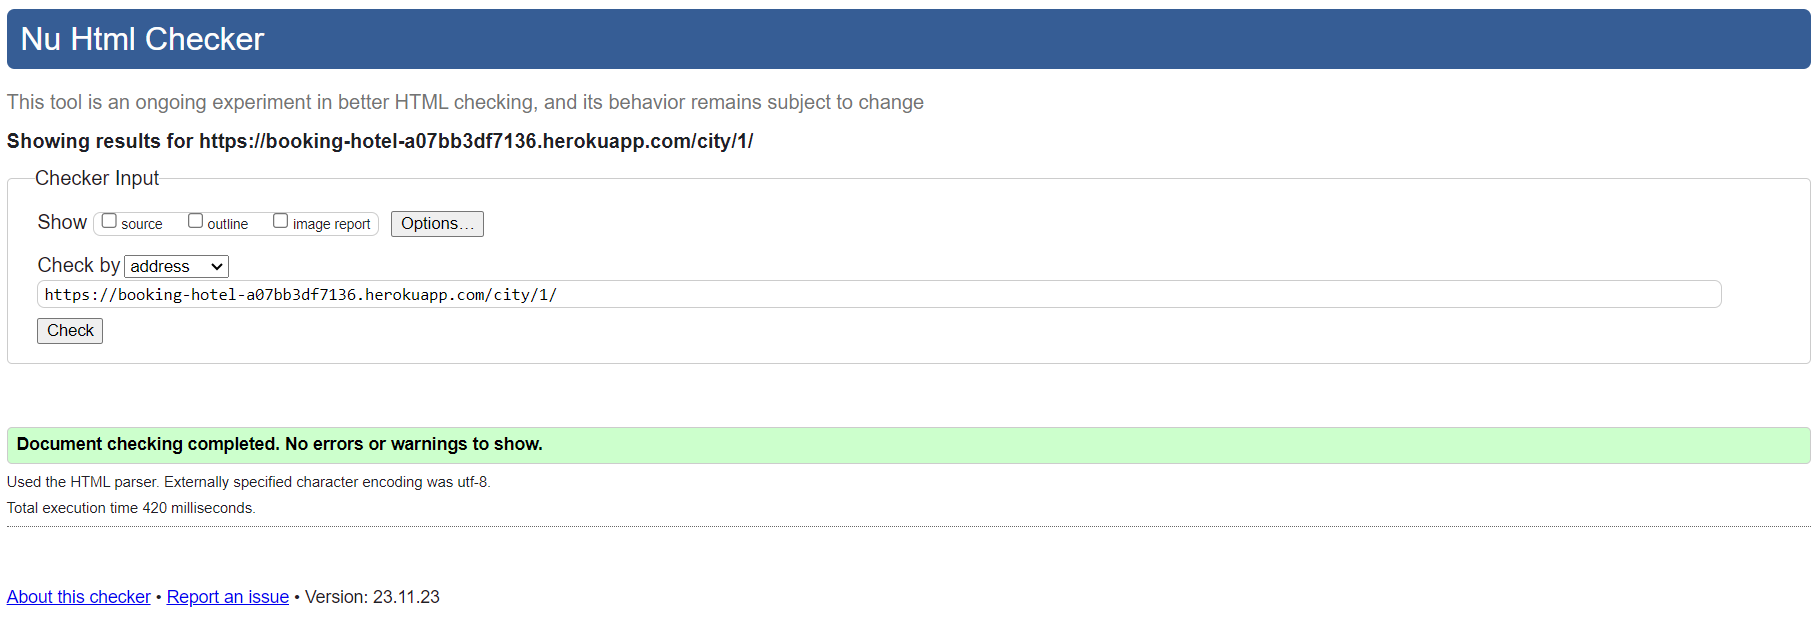 Nu Html Checker
This tool is an ongoing experiment in better HTML checking, and its behavior remains subject to change
Showing results for https://booking-hotel-a07bb3df7136.herokuapp.com/city/1/
Checker Input
Show source outline image report Options…
Check by address
https://booking-hotel-a07bb3df7136.herokuapp.com/city/1/
Check
Document checking completed. No errors or warnings to show.
Used the HTML parser. Externally specified character encoding was utf-8.
Total execution time 420 milliseconds.
About this checker • Report an issue • Version: 23.11.23